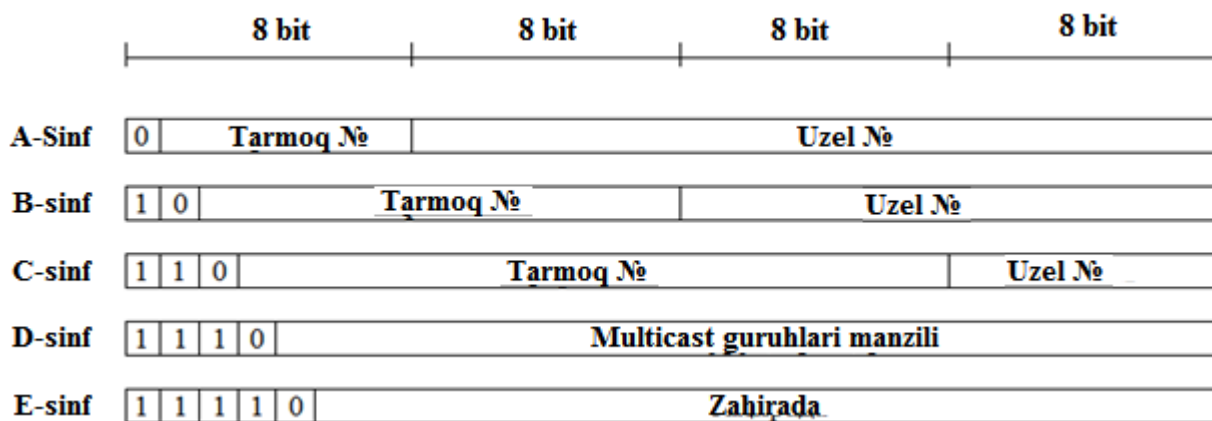 8 bit 8 bit 8 bit 8 bit
A-Sinf 0 Tarmoq № Uzel №
B-sinf 1 0 Tarmoq № Uzel №
C-sinf 1 1 0 Tarmoq № Uzel №
D-sinf 1 1 1 0 Multicast guruhlari manzili
E-sinf 1 1 1 1 0 Zahirada